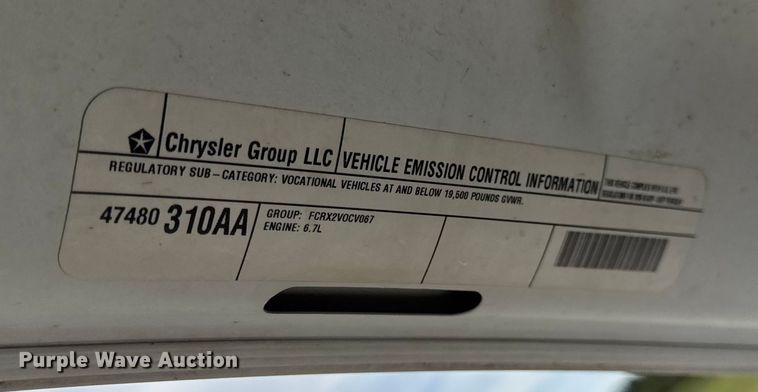 Chrysler Group LLC
VEHICLE EMISSION CONTROL INFORMATION
REGULATORY SUB-CATEGORY: VOCATIONAL VEHICLES AT AND BELOW 19,500 POUNDS GVWR.
47480 310AA
GROUP: FCRX2VOCV067
ENGINE: 6.7L
Purple Wave Auction